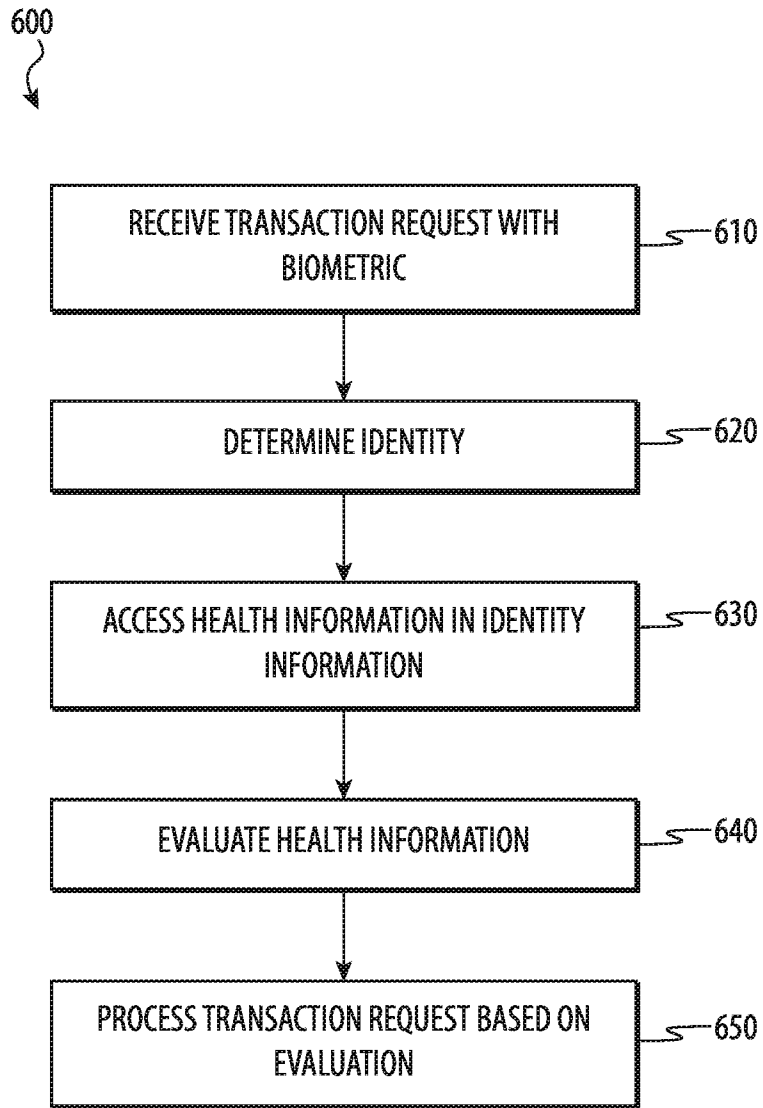 600
RECEIVE TRANSACTION REQUEST WITH
BIOMETRIC
610
DETERMINE IDENTITY
620
ACCESS HEALTH INFORMATION IN IDENTITY
INFORMATION
630
EVALUATE HEALTH INFORMATION
640
PROCESS TRANSACTION REQUEST BASED ON
EVALUATION
650